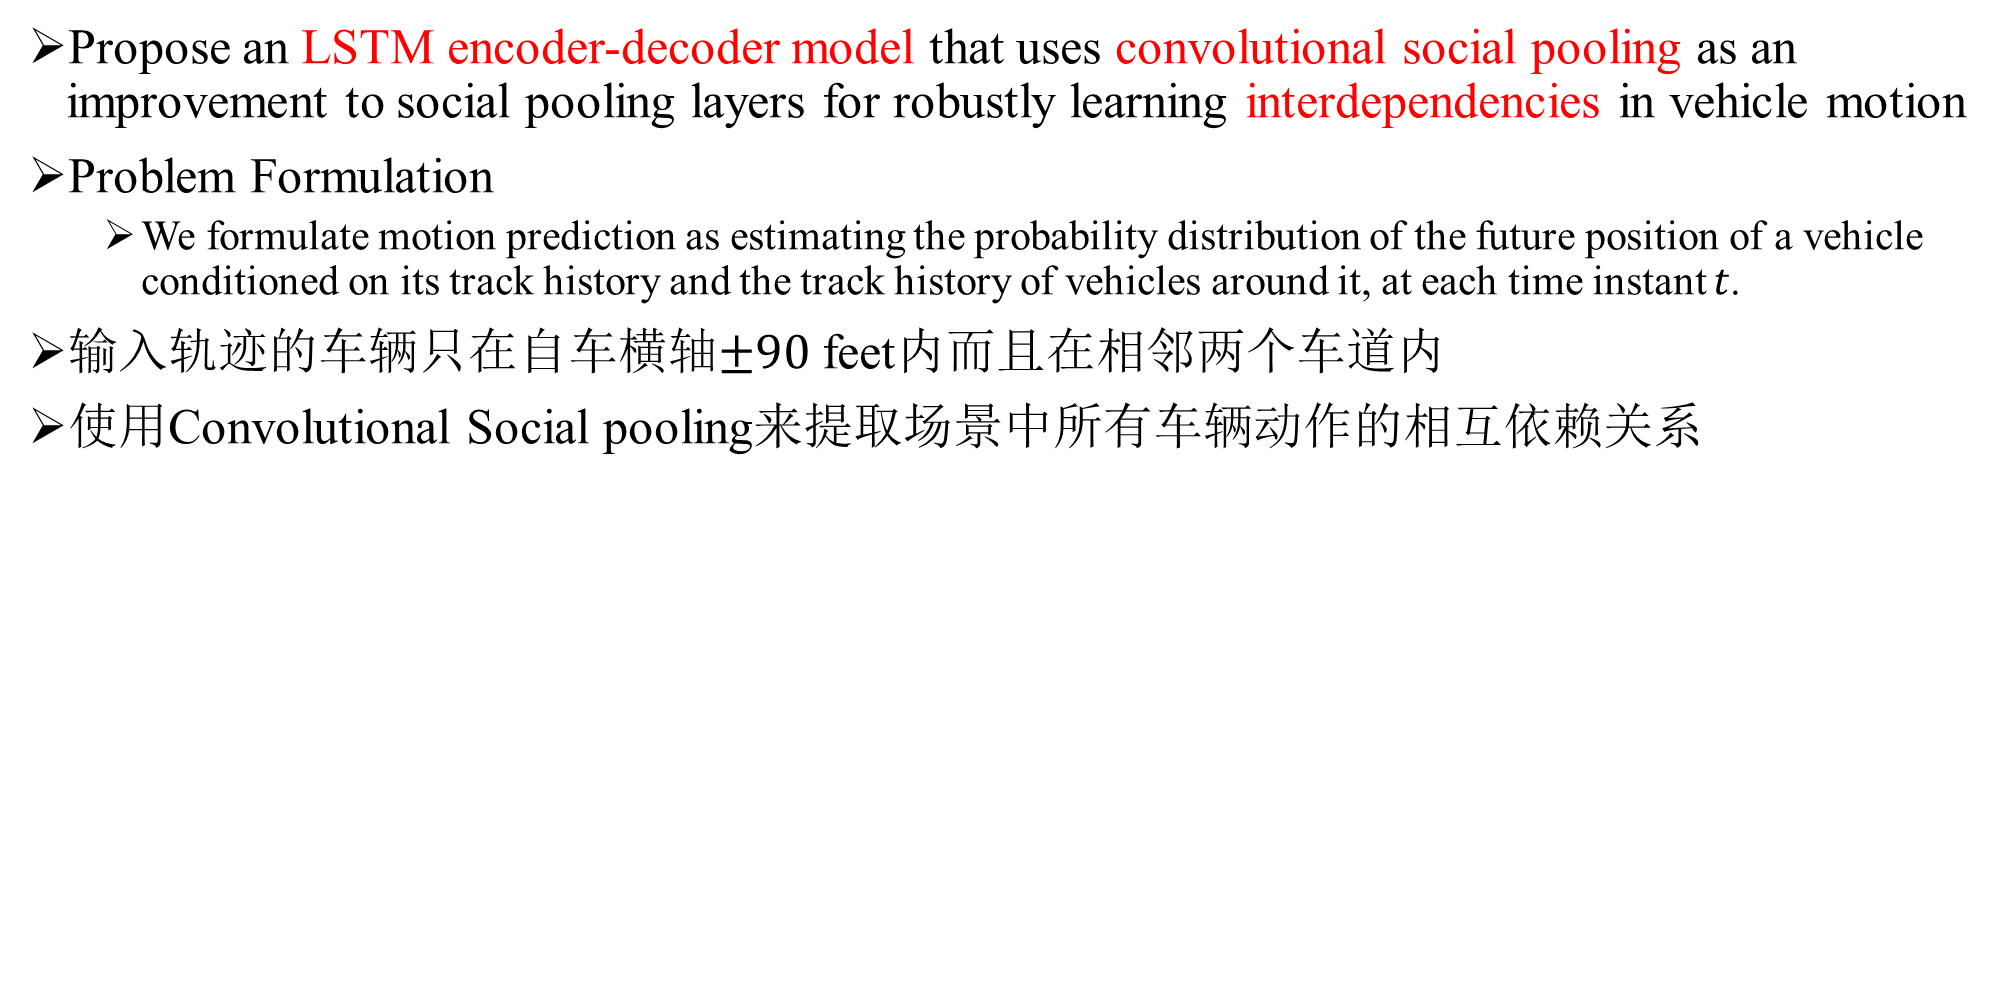 ➢Propose an LSTM encoder-decoder model that uses convolutional social pooling as an
improvement to social pooling layers for robustly learning interdependencies in vehicle motion
➢Problem Formulation
➢We formulate motion prediction as estimating the probability distribution of the future position of a vehicle
conditioned on its track history and the track history of vehicles around it, at each time instant 𝑡.
➢输入轨迹的车辆只在自车横轴±90 feet内而且在相邻两个车道内
➢使用Convolutional Social pooling来提取场景中所有车辆动作的相互依赖关系